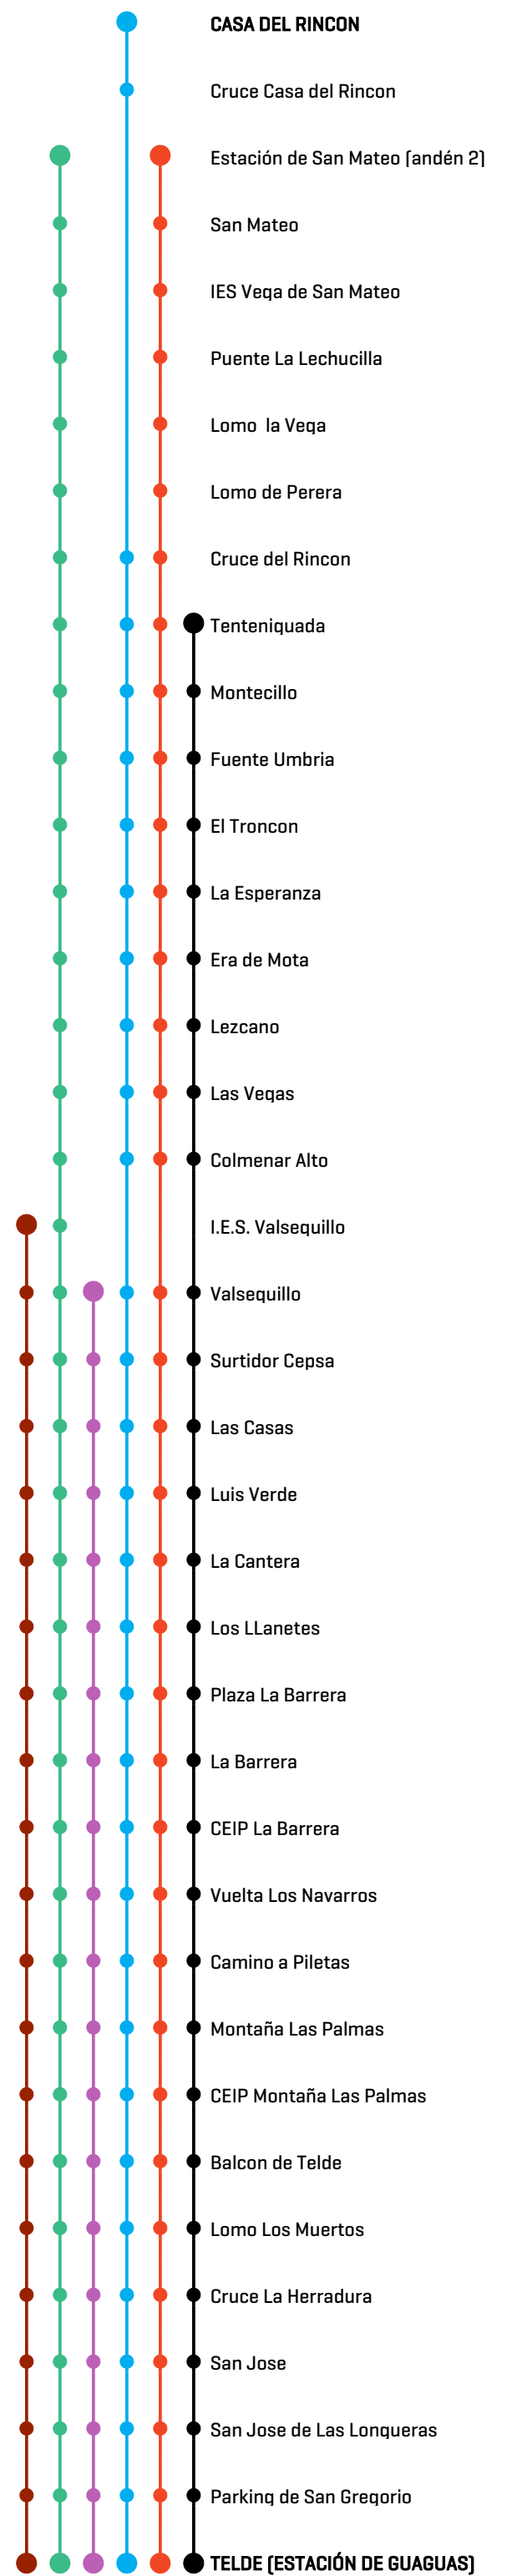 CASA DEL RINCON
Cruce Casa del Rincon
Estación de San Mateo (andén 2)
San Mateo
IES Vega de San Mateo
Puente La Lechucilla
Lomo la Vega
Lomo de Perera
Cruce del Rincon
Tenteniguada
Montecillo
Fuente Umbria
El Troncon
La Esperanza
Era de Mota
Lezcano
Las Vegas
Colmenar Alto
I.E.S. Valsequillo
Valsequillo
Surtidor Cepsa
Las Casas
Luis Verde
La Cantera
Los LLanetes
Plaza La Barrera
La Barrera
CEIP La Barrera
Vuelta Los Navarros
Camino a Piletas
Montaña Las Palmas
CEIP Montaña Las Palmas
Balcon de Telde
Lomo Los Muertos
Cruce La Herradura
San Jose
San Jose de Las Longueras
Parking de San Gregorio
TELDE (ESTACIÓN DE GUAGUAS)